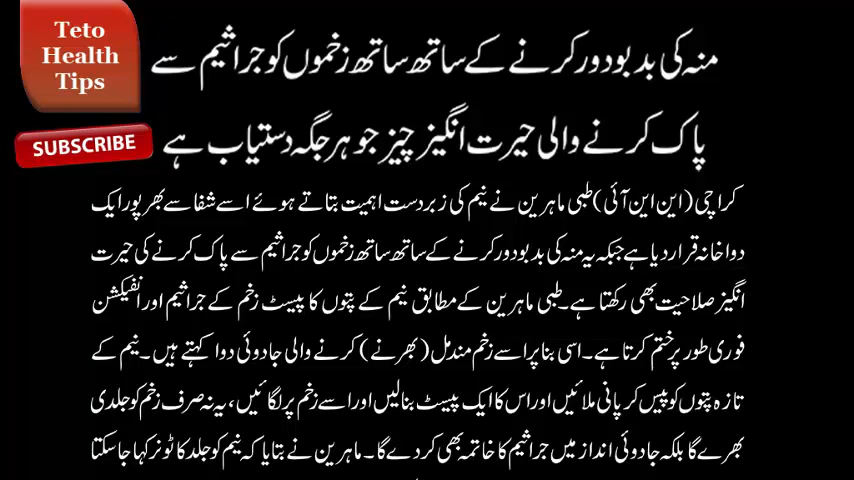 Teto
Health
Tips
SUBSCRIBE
منہ کی بدبو دور کرنے کے ساتھ ساتھ زخموں کو جراثیم سے
پاک کرنے والی حیرت انگیز چیز جو ہر جگہ دستیاب ہے
کراچی (این این آئی) طبی ماہرین نے نیم کی زبردست اہمیت بتاتے ہوئے اسے شفا سے بھرپور ایک
دواخانہ قرار دیا ہے جبکہ یہ منہ کی بدبو دور کرنے کے ساتھ ساتھ زخموں کو جراثیم سے پاک کرنے کی حیرت
انگیز صلاحیت بھی رکھتا ہے۔ طبی ماہرین کے مطابق نیم کے پتوں کا پیسٹ زخم کے جراثیم اور انفیکشن
فوری طور پر ختم کرتا ہے۔ اسی بنا پر اسے زخم مندمل (بھرنے) کرنے والی جادوئی دوا کہتے ہیں۔ نیم کے
تازہ پتوں کو پیس کر پانی ملائیں اور اس کا ایک پیسٹ بنالیں اور اسے زخم پر لگائیں، یہ نہ صرف زخم کو جلدی
بھرے گا بلکہ جادوئی انداز میں جراثیم کا خاتمہ بھی کردے گا۔ ماہرین نے بتایا کہ نیم کو جلد کا ٹونر کہا جاسکتا